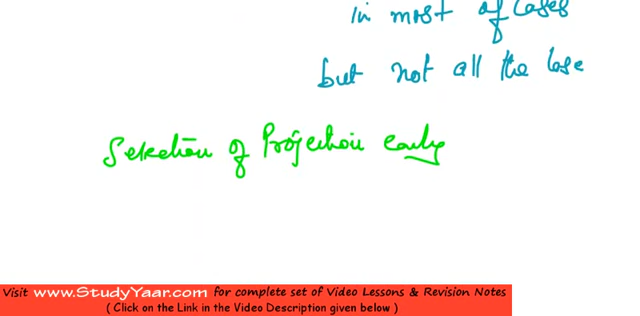 in most of cases
but not all the case
Selection of Projection early
Visit www.StudyYaar.com for complete set of Video Lessons & Revision Notes
( Click on the Link in the Video Description given below )